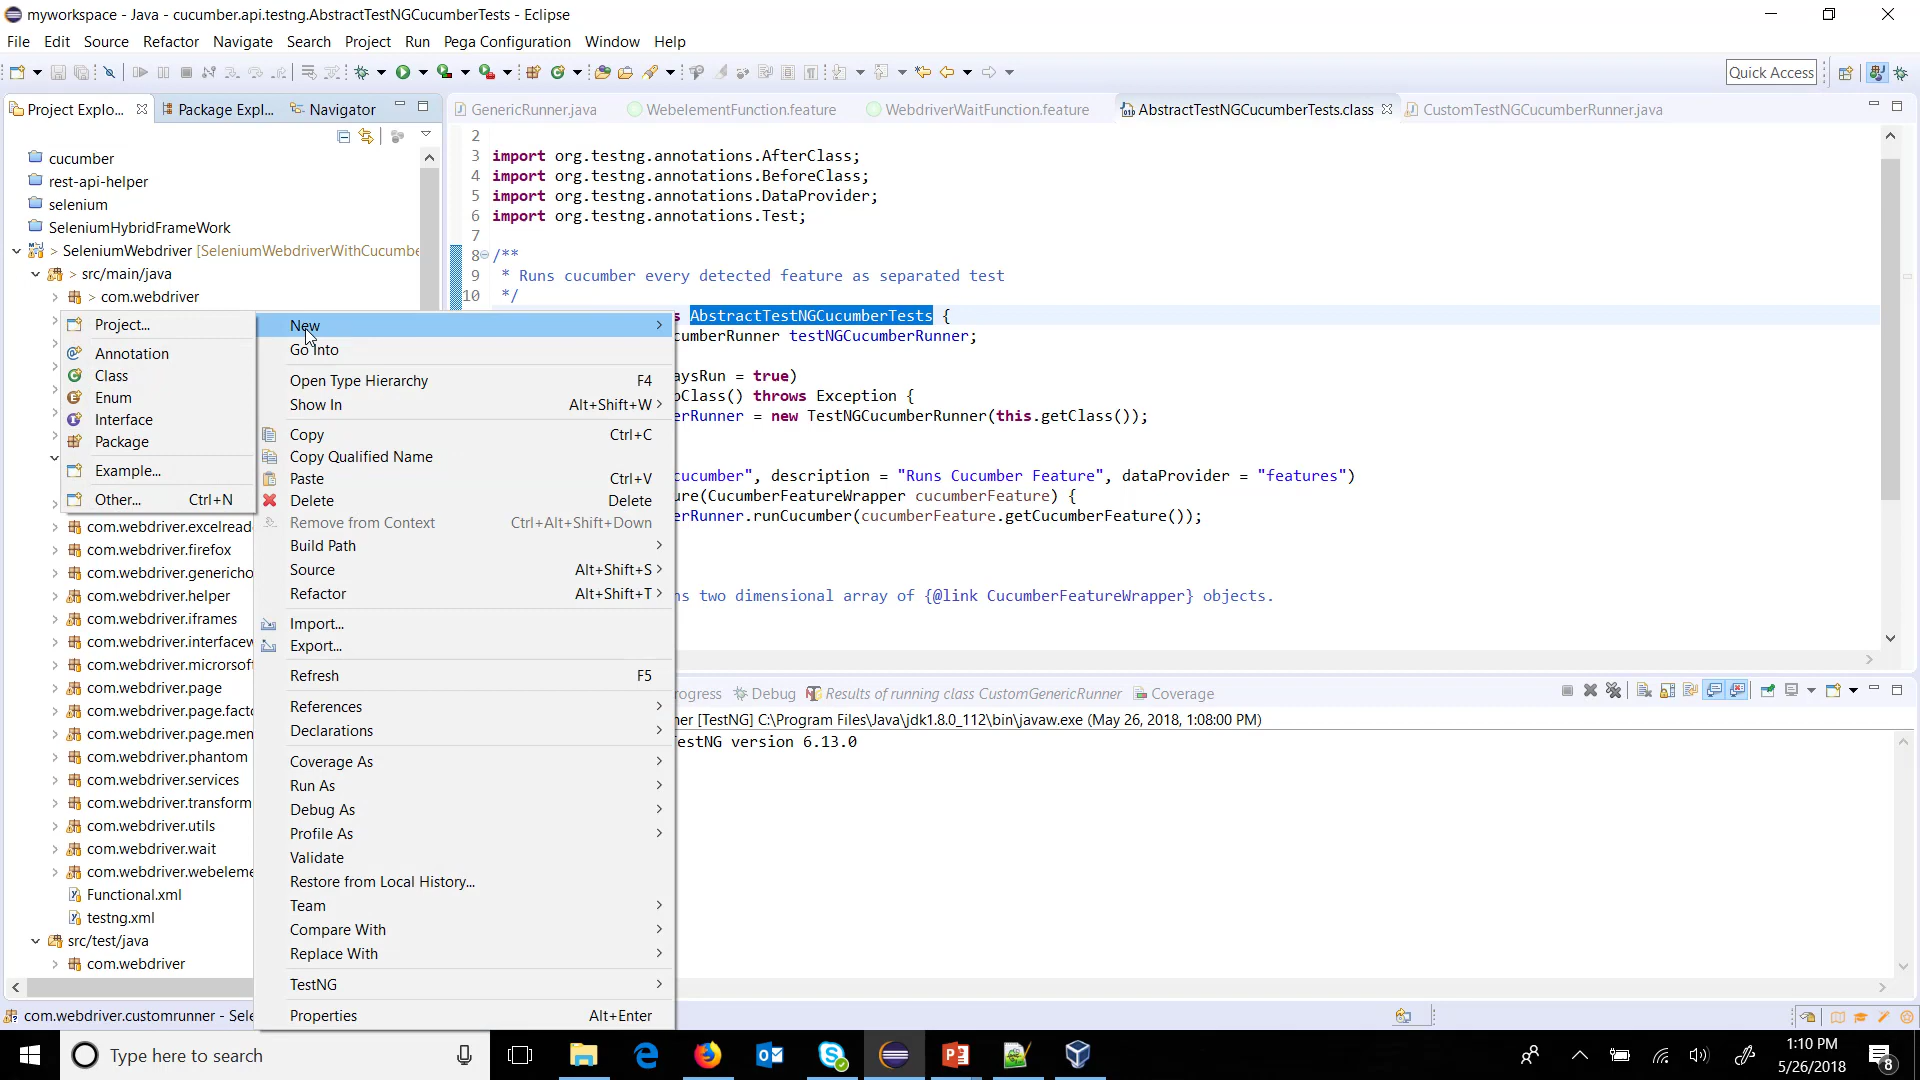 myworkspace - Java - cucumber.api.testng.AbstractTestNGCucumberTests - Eclipse
File Edit Source Refactor Navigate Search Project Run Pega Configuration Window Help
Quick Access
Project Explo... Package Expl... Navigator
GenericRunner.java WebelementFunction.feature WebdriverWaitFunction.feature AbstractTestNGCucumberTests.class CustomTestNGCucumberRunner.java
cucumber
rest-api-helper
selenium
SeleniumHybridFrameWork
> SeleniumWebdriver [SeleniumWebdriverWithCucumbe
> src/main/java
> com.webdriver
com.webdriver.excelread
com.webdriver.firefox
com.webdriver.genericho
com.webdriver.helper
com.webdriver.iframes
com.webdriver.interfacew
com.webdriver.microrsoft
com.webdriver.page
com.webdriver.page.facto
com.webdriver.page.mem
com.webdriver.phantom
com.webdriver.services
com.webdriver.transform
com.webdriver.utils
com.webdriver.wait
com.webdriver.webeleme
Functional.xml
testng.xml
src/test/java
com.webdriver
Project...
Annotation
Class
Enum
Interface
Package
Example...
Other... Ctrl+N
New
Go Into
Open Type Hierarchy F4
Show In Alt+Shift+W
Copy Ctrl+C
Copy Qualified Name
Paste Ctrl+V
Delete Delete
Remove from Context Ctrl+Alt+Shift+Down
Build Path
Source Alt+Shift+S
Refactor Alt+Shift+T
Import...
Export...
Refresh F5
References
Declarations
Coverage As
Run As
Debug As
Profile As
Validate
Restore from Local History...
Team
Compare With
Replace With
TestNG
Properties Alt+Enter
2
3 import org.testng.annotations.AfterClass;
4 import org.testng.annotations.BeforeClass;
5 import org.testng.annotations.DataProvider;
6 import org.testng.annotations.Test;
7
8 /**
9 * Runs cucumber every detected feature as separated test
10 */
s AbstractTestNGCucumberTests {
cumberRunner testNGCucumberRunner;
aysRun = true)
pClass() throws Exception {
erRunner = new TestNGCucumberRunner(this.getClass());
cucumber", description = "Runs Cucumber Feature", dataProvider = "features")
ure(CucumberFeatureWrapper cucumberFeature) {
erRunner.runCucumber(cucumberFeature.getCucumberFeature());
ns two dimensional array of {@link CucumberFeatureWrapper} objects.
rogress Debug Results of running class CustomGenericRunner Coverage
ner [TestNG] C:\Program Files\Java\jdk1.8.0_112\bin\javaw.exe (May 26, 2018, 1:08:00 PM)
TestNG version 6.13.0
com.webdriver.customrunner - Sele
Type here to search
1:10 PM
5/26/2018
8